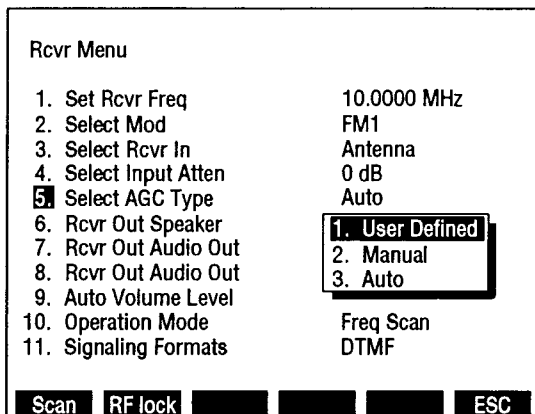 Rcvr Menu
1. Set Rcvr Freq 10.0000 MHz
2. Select Mod FM1
3. Select Rcvr In Antenna
4. Select Input Atten 0 dB
5. Select AGC Type Auto
6. Rcvr Out Speaker 1. User Defined
7. Rcvr Out Audio Out 2. Manual
8. Rcvr Out Audio Out 3. Auto
9. Auto Volume Level
10. Operation Mode Freq Scan
11. Signaling Formats DTMF
Scan RF lock ESC